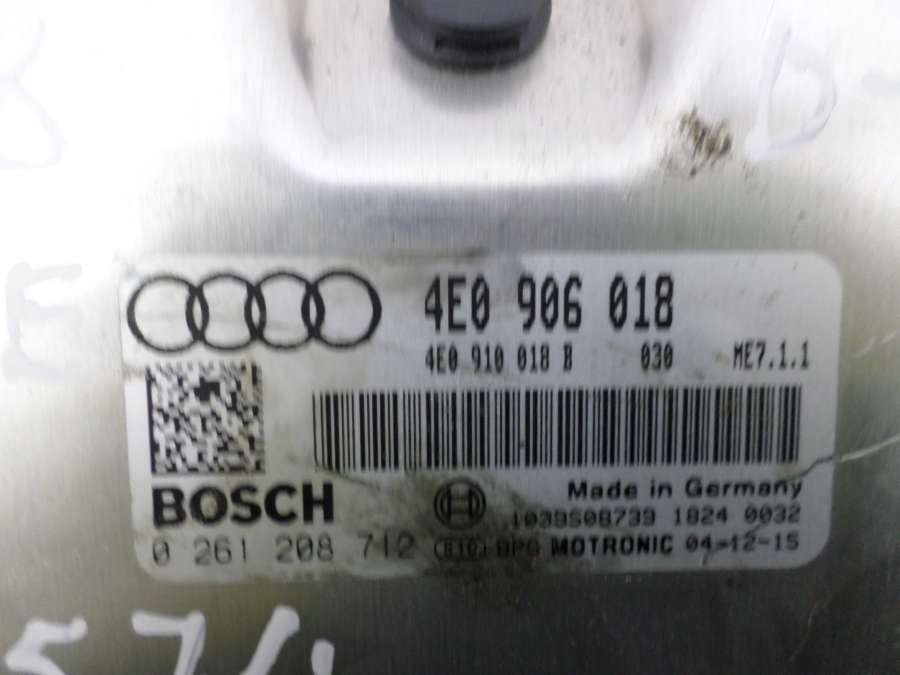 4E0 906 018
4E0 910 018 B 030 ME7.1.1
BOSCH
Made in Germany
1039S08739 1824 0032
0 261 208 712 MOTRONIC 04-12-15
E
571